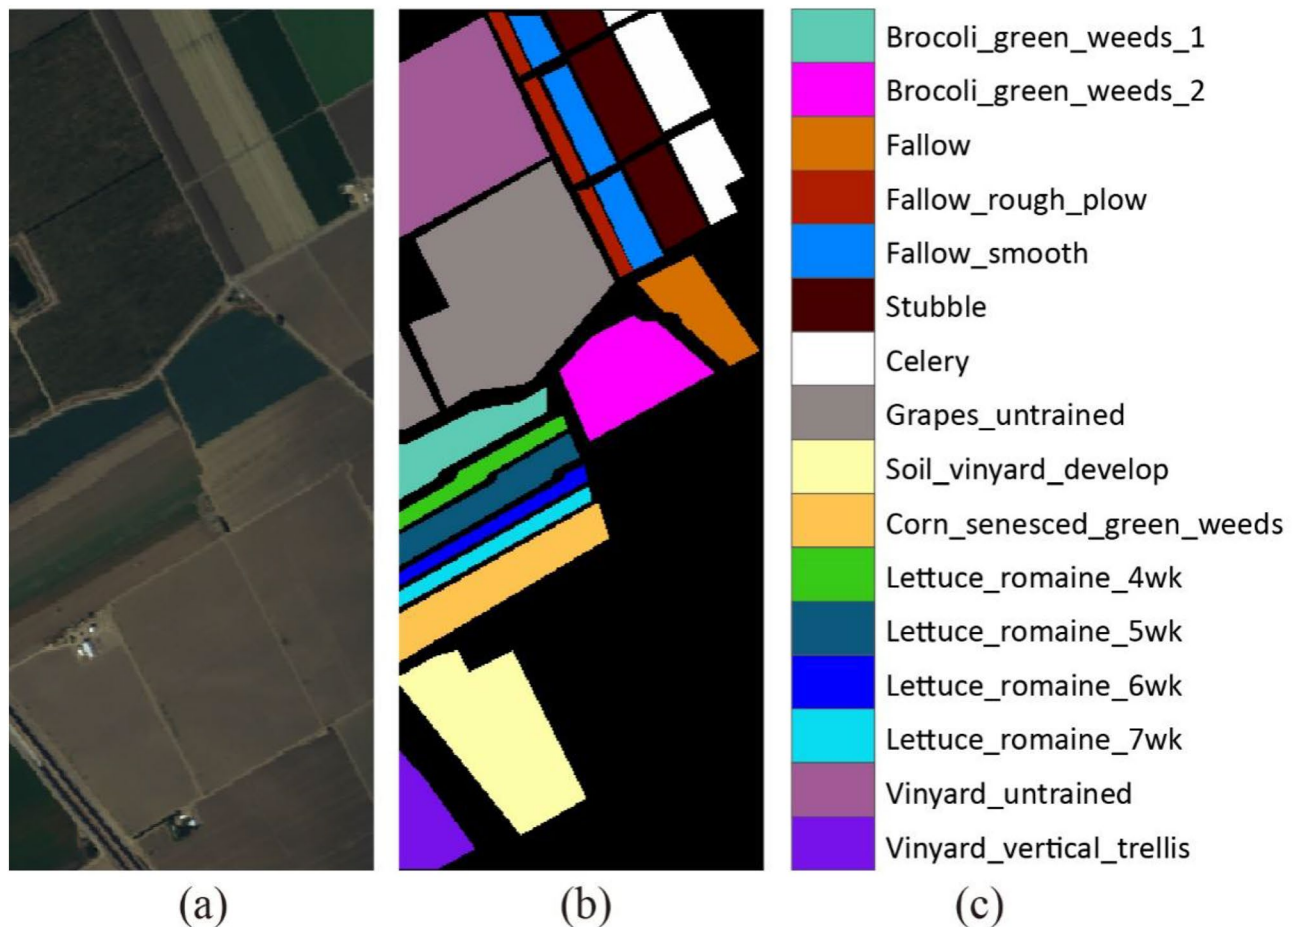 Brocoli_green_weeds_1
Brocoli_green_weeds_2
Fallow
Fallow_rough_plow
Fallow_smooth
Stubble
Celery
Grapes_untrained
Soil_vinyard_develop
Corn_senesced_green_weeds
Lettuce_romaine_4wk
Lettuce_romaine_5wk
Lettuce_romaine_6wk
Lettuce_romaine_7wk
Vinyard_untrained
Vinyard_vertical_trellis
(a) (b) (c)